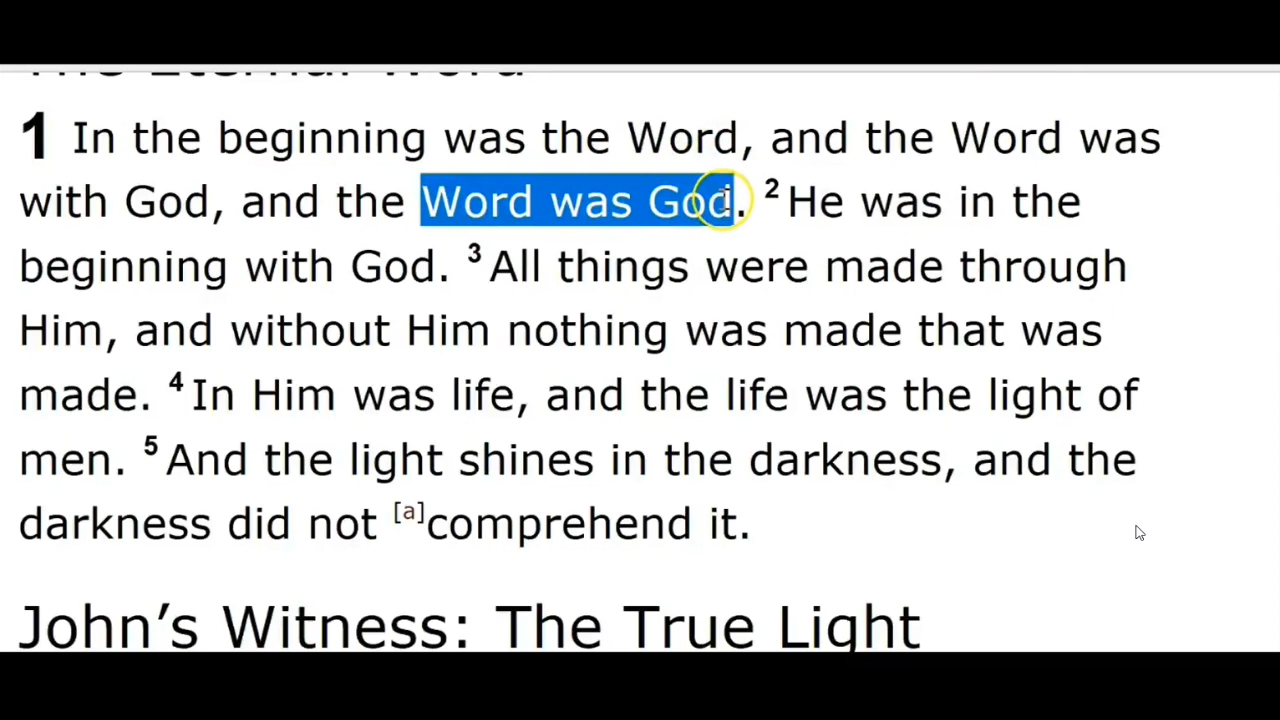 The Eternal Word
1 In the beginning was the Word, and the Word was
with God, and the Word was God. 2 He was in the
beginning with God. 3 All things were made through
Him, and without Him nothing was made that was
made. 4 In Him was life, and the life was the light of
men. 5 And the light shines in the darkness, and the
darkness did not [a]comprehend it.
John’s Witness: The True Light